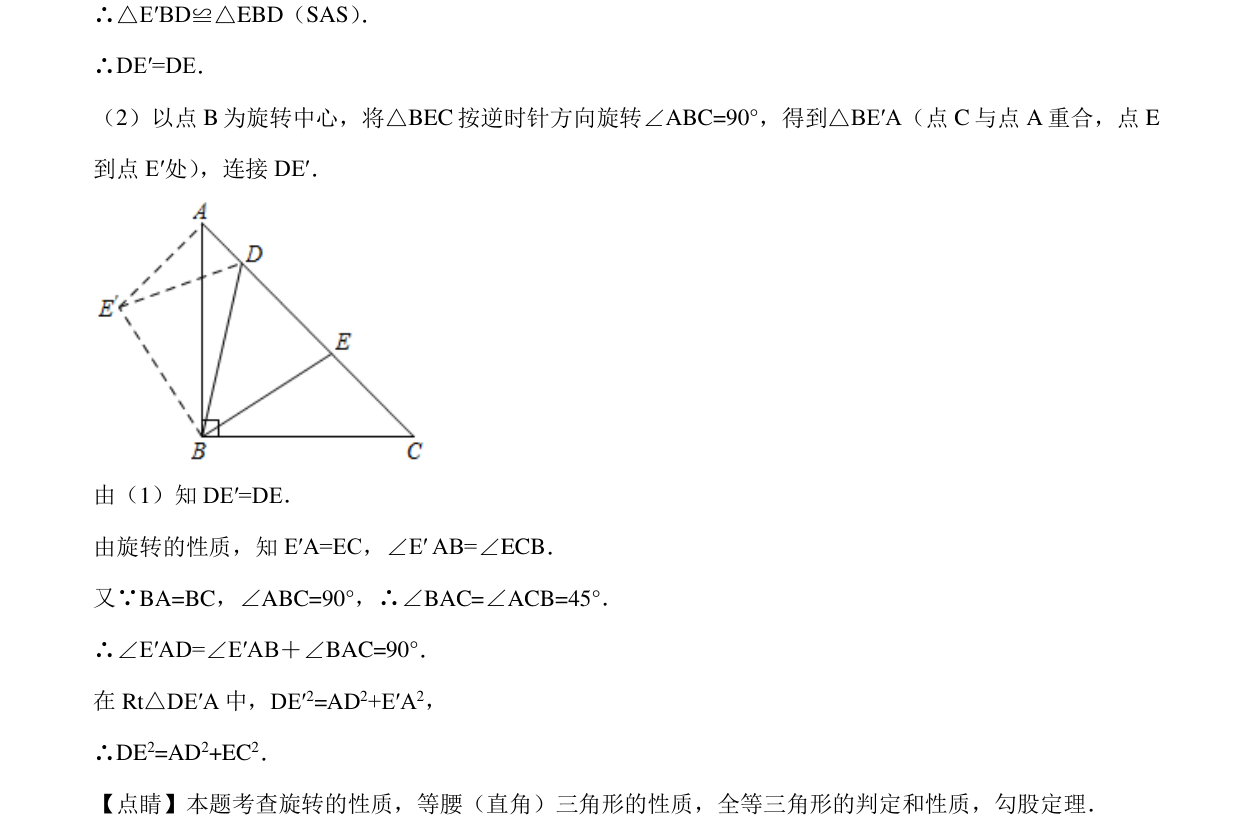 ∴△E′BD≌△EBD（SAS）.
∴DE′=DE．
（2）以点 B 为旋转中心，将△BEC 按逆时针方向旋转∠ABC=90°，得到△BE′A（点 C 与点 A 重合，点 E
到点 E′处），连接 DE′．
A
D
E′
E
B
C
由（1）知 DE′=DE．
由旋转的性质，知 E′A=EC，∠E′ AB=∠ECB．
又∵BA=BC，∠ABC=90°，∴∠BAC=∠ACB=45°．
∴∠E′AD=∠E′AB＋∠BAC=90°．
在 Rt△DE′A 中，DE′²=AD²+E′A²，
∴DE²=AD²+EC²．
【点睛】本题考查旋转的性质，等腰（直角）三角形的性质，全等三角形的判定和性质，勾股定理．